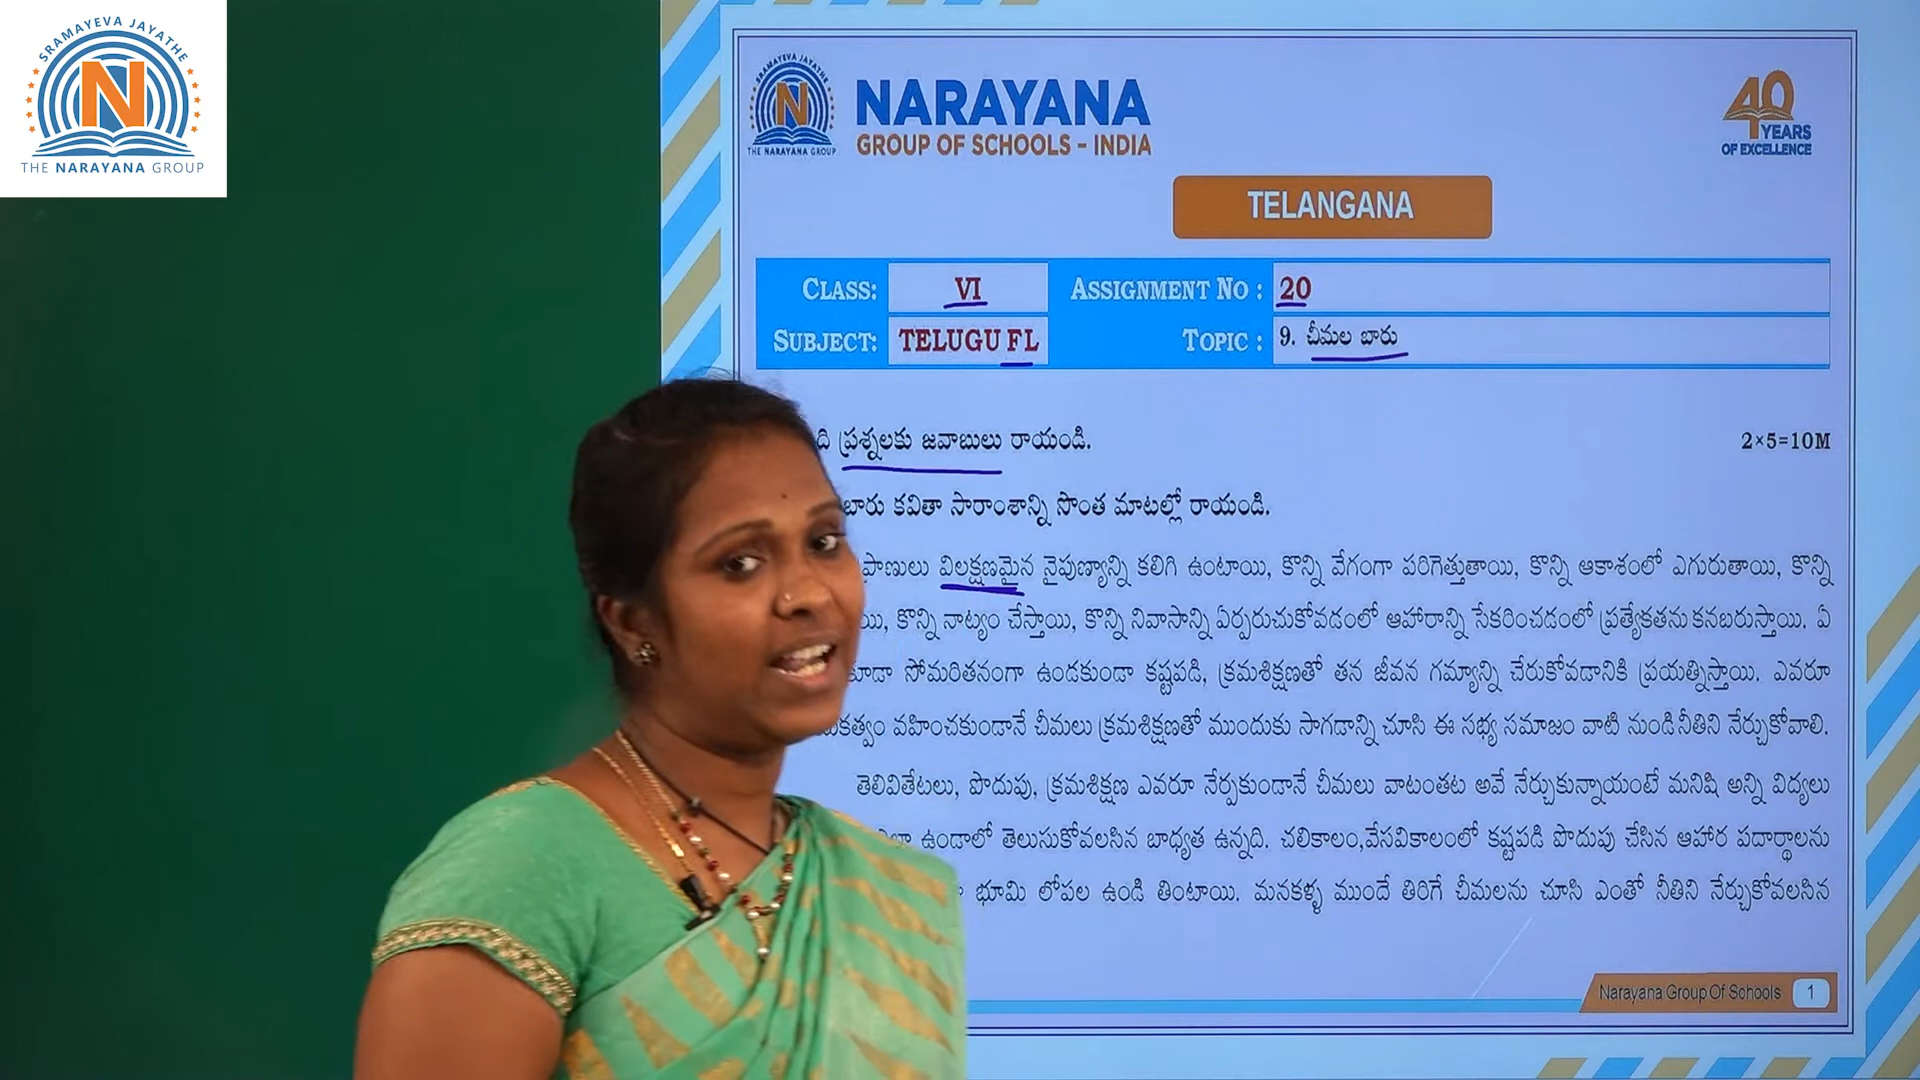 SRAMAYEVA JAYATHE
N
THE NARAYANA GROUP
SRAMAYEVA JAYATHE
N
THE NARAYANA GROUP
NARAYANA
GROUP OF SCHOOLS - INDIA
40
YEARS
OF EXCELLENCE
TELANGANA
CLASS: VI ASSIGNMENT NO : 20
SUBJECT: TELUGU FL TOPIC : 9. చీమల బారు
ప్రశ్నలకు జవాబులు రాయండి. 2×5=10M
బారు కవితా సారాంశాన్ని సొంత మాటల్లో రాయండి.
విలక్షణమైన నైపుణ్యాన్ని కలిగి ఉంటాయి, కొన్ని వేగంగా పరిగెత్తుతాయి, కొన్ని ఆకాశంలో ఎగురుతాయి, కొన్ని
కొన్ని నాట్యం చేస్తాయి, కొన్ని నివాసాన్ని ఏర్పరుచుకోవడంలో ఆహారాన్ని సేకరించడంలో ప్రత్యేకతను కనబరుస్తాయి. ఏ
కూడా సోమరితనంగా ఉండకుండా కష్టపడి, క్రమశిక్షణతో తన జీవన గమ్యాన్ని చేరుకోవడానికి ప్రయత్నిస్తాయి. ఎవరూ
వహించకుండానే చీమలు క్రమశిక్షణతో ముందుకు సాగడాన్ని చూసి ఈ సభ్య సమాజం వాటి నుండి నీతిని నేర్చుకోవాలి.
తెలివితేటలు, పొదుపు, క్రమశిక్షణ ఎవరూ నేర్పకుండానే చీమలు వాటంతట అవే నేర్చుకున్నాయంటే మనిషి అన్ని విద్యలు
ఉండాలో తెలుసుకోవలసిన బాధ్యత ఉన్నది. చలికాలం,వేసవికాలంలో కష్టపడి పొదుపు చేసిన ఆహార పదార్థాలను
భూమి లోపల ఉండి తింటాయి. మనకళ్ళ ముందే తిరిగే చీమలను చూసి ఎంతో నీతిని నేర్చుకోవలసిన
Narayana Group Of Schools 1